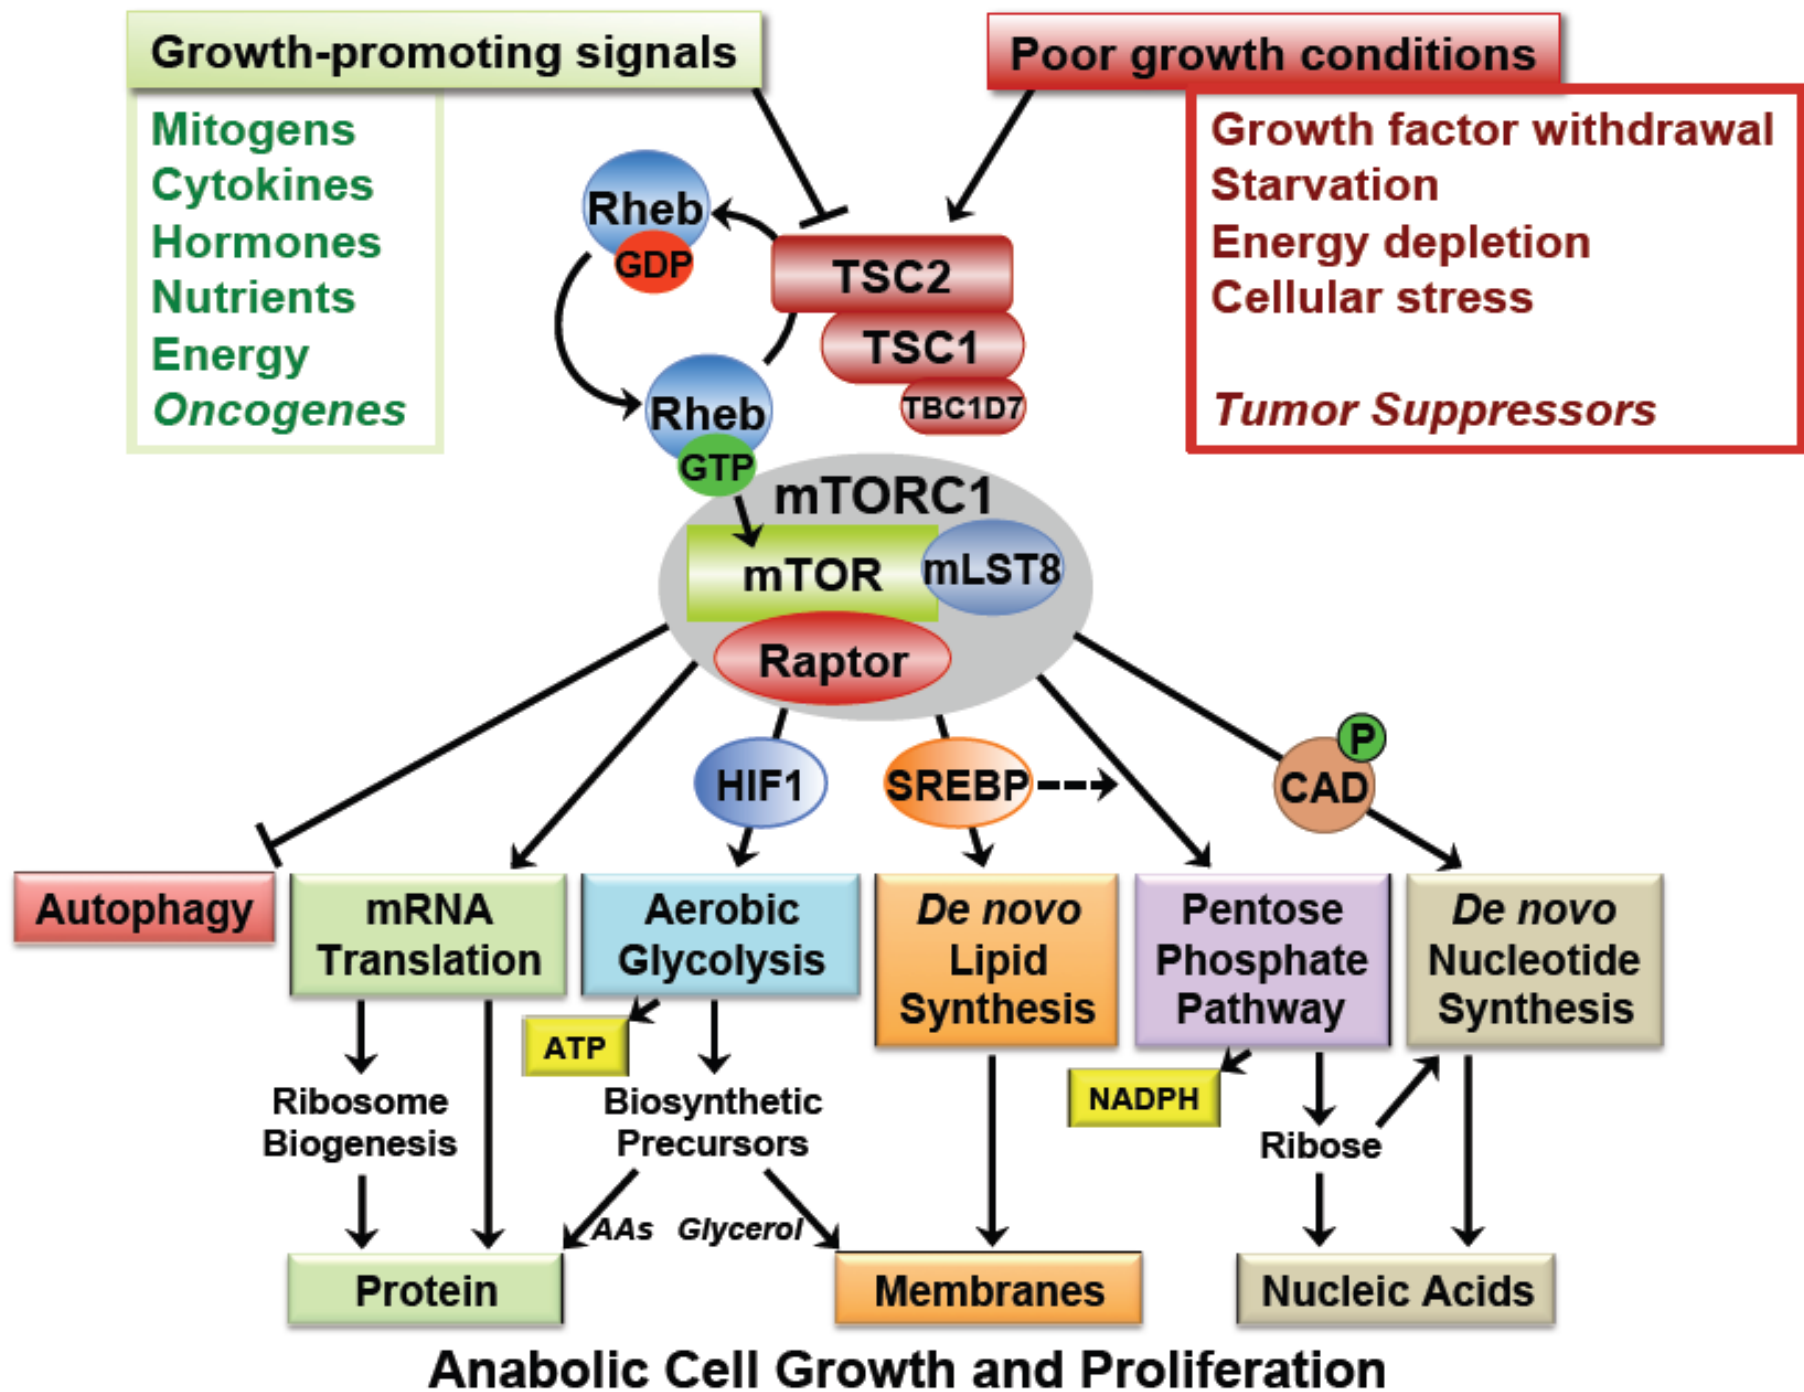 Growth-promoting signals
Mitogens
Cytokines
Hormones
Nutrients
Energy
Oncogenes
Poor growth conditions
Growth factor withdrawal
Starvation
Energy depletion
Cellular stress
Tumor Suppressors
Rheb
GDP
TSC2
TSC1
TBC1D7
Rheb
GTP
mTORC1
mTOR
mLST8
Raptor
HIF1
SREBP
CAD
P
Autophagy
mRNA
Translation
Aerobic
Glycolysis
De novo
Lipid
Synthesis
Pentose
Phosphate
Pathway
De novo
Nucleotide
Synthesis
ATP
NADPH
Ribosome
Biogenesis
Biosynthetic
Precursors
Ribose
AAs
Glycerol
Protein
Membranes
Nucleic Acids
Anabolic Cell Growth and Proliferation